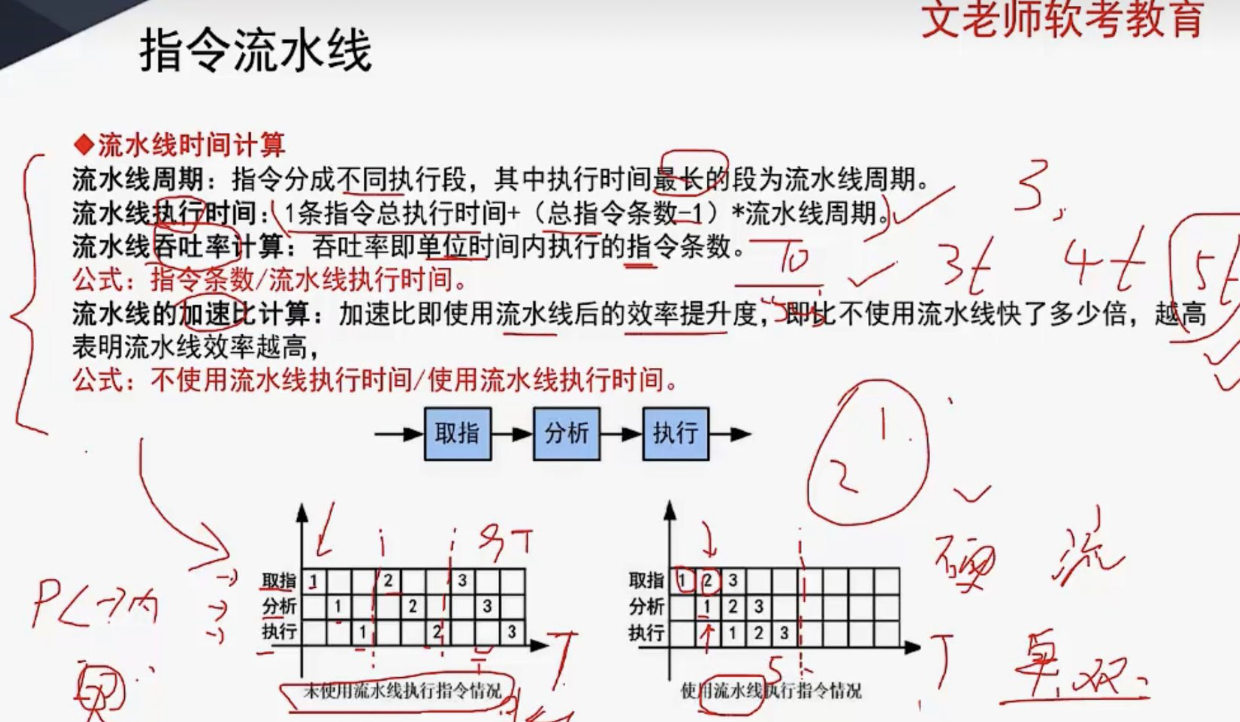 文老师软考教育
指令流水线
◆流水线时间计算
流水线周期：指令分成不同执行段，其中执行时间最长的段为流水线周期。
流水线执行时间：1条指令总执行时间+（总指令条数-1）*流水线周期。
流水线吞吐率计算：吞吐率即单位时间内执行的指令条数。
公式：指令条数/流水线执行时间。
流水线的加速比计算：加速比即使用流水线后的效率提升度，即比不使用流水线快了多少倍，越高
表明流水线效率越高，
公式：不使用流水线执行时间/使用流水线执行时间。
3
3t 4t 5t
取指 分析 执行
1
2
9T
硬 流
取指 1 2 3
分析 1 2 3
执行 1 2 3
T
未使用流水线执行指令情况
取指 1 2 3
分析 1 2 3
执行 1 2 3
5
T
使用流水线执行指令情况
单 双